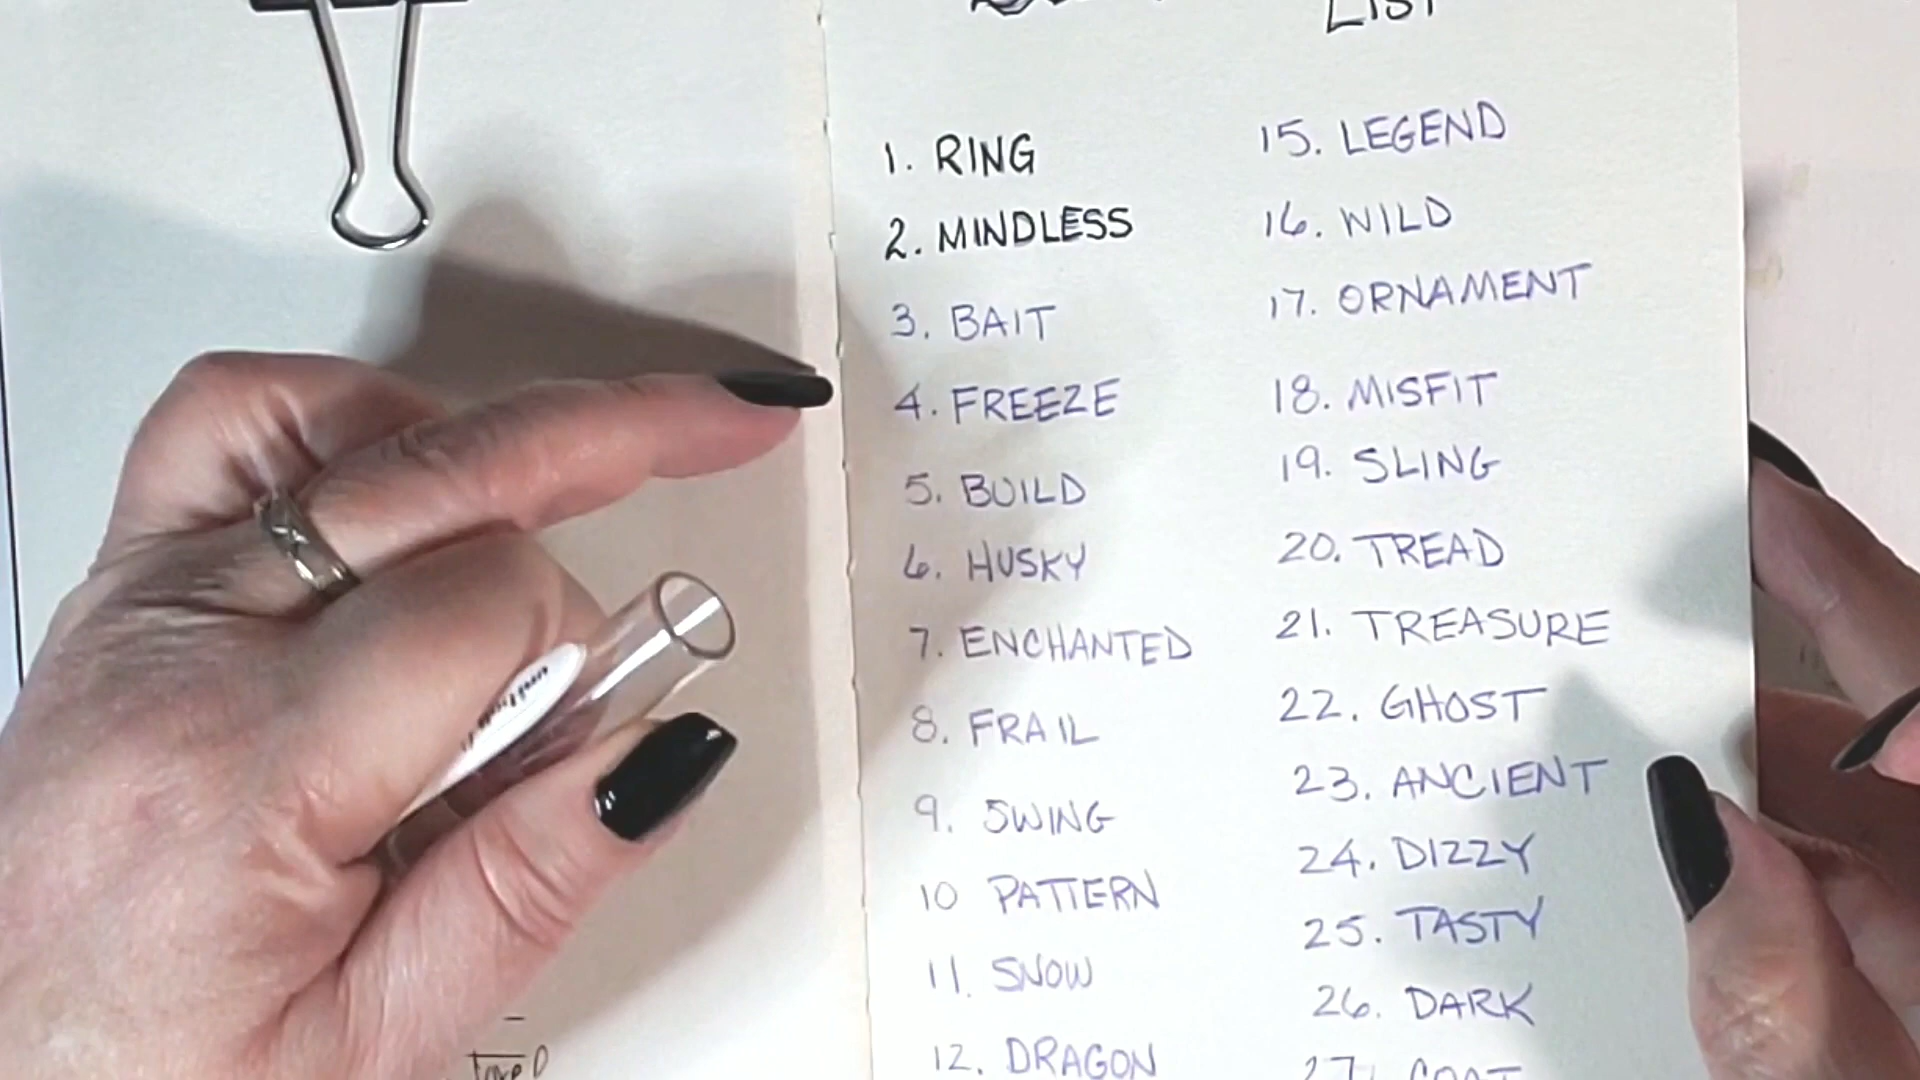 LIST
1. RING
2. MINDLESS
3. BAIT
4. FREEZE
5. BUILD
6. HUSKY
7. ENCHANTED
8. FRAIL
9. SWING
10 PATTERN
11. SNOW
12. DRAGON
15. LEGEND
16. WILD
17. ORNAMENT
18. MISFIT
19. SLING
20. TREAD
21. TREASURE
22. GHOST
23. ANCIENT
24. DIZZY
25. TASTY
26. DARK
27. COAT